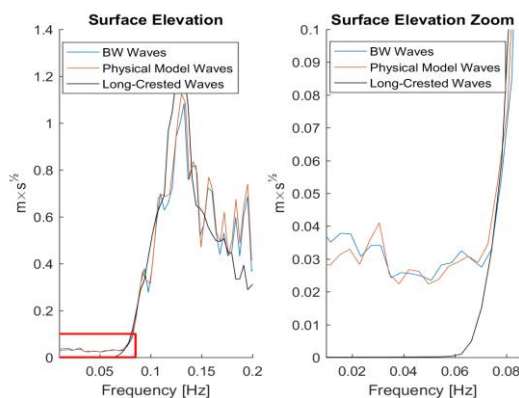 Surface Elevation
BW Waves
Physical Model Waves
Long-Crested Waves
m×s^½
1.4
1.2
1
0.8
0.6
0.4
0.2
0
0.05
0.1
0.15
0.2
Frequency [Hz]
Surface Elevation Zoom
BW Waves
Physical Model Waves
Long-Crested Waves
m×s^½
0.1
0.09
0.08
0.07
0.06
0.05
0.04
0.03
0.02
0.01
0
0.02
0.04
0.06
0.08
Frequency [Hz]